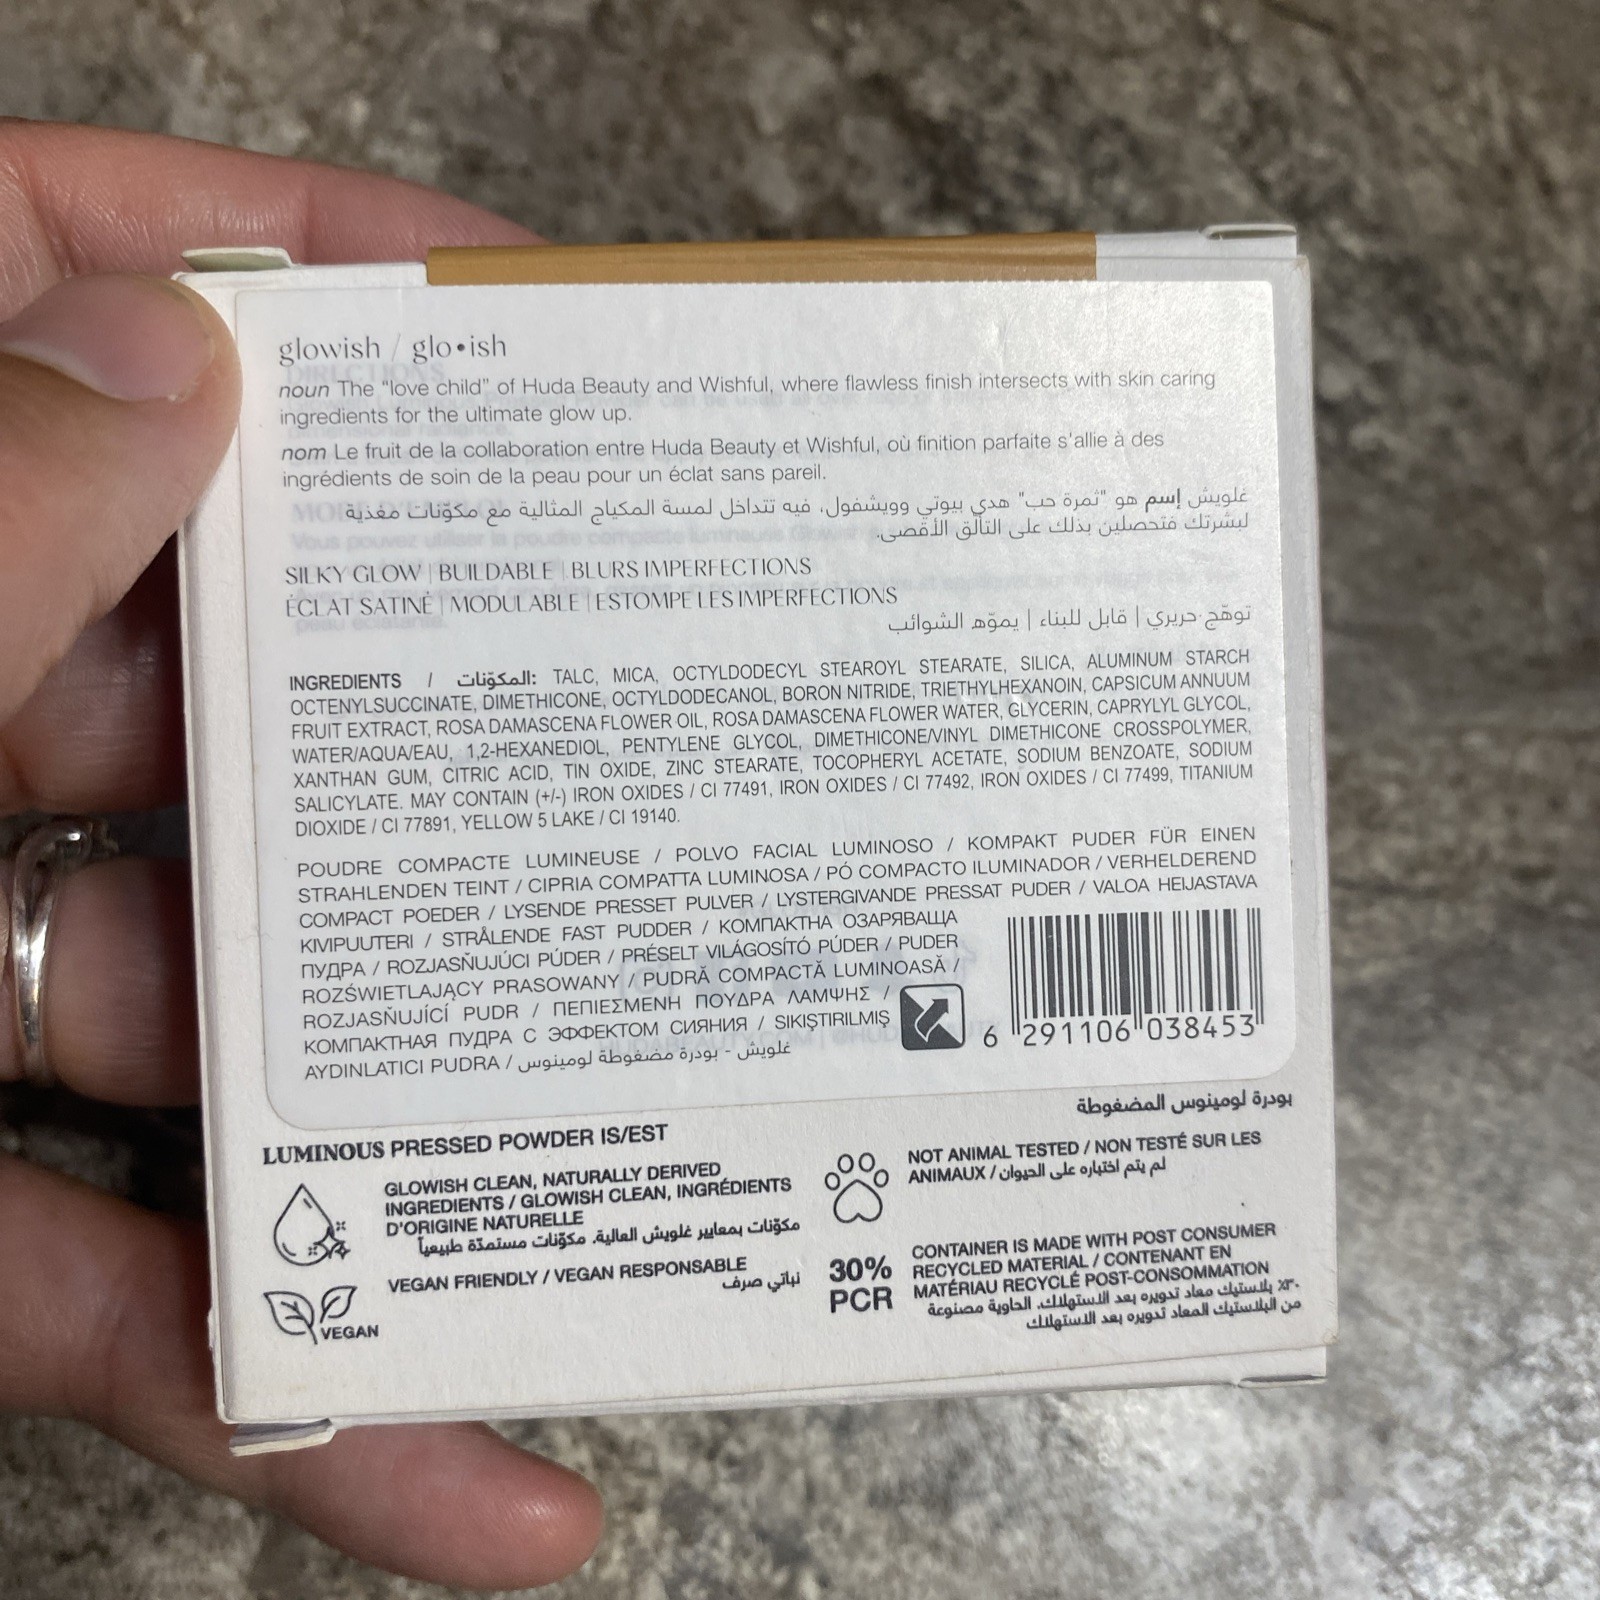 glowish / glo•ish
noun The “love child” of Huda Beauty and Wishful, where flawless finish intersects with skin caring
ingredients for the ultimate glow up.
nom Le fruit de la collaboration entre Huda Beauty et Wishful, où finition parfaite s'allie à des
ingrédients de soin de la peau pour un éclat sans pareil.
غلويش إسم هو "ثمرة حب" هدى بيوتي وويشفول، فيه تتداخل لمسة المكياج المثالية مع مكوّنات مغذية
لبشرتك فتحصلين بذلك على التألق الأقصى.
SILKY GLOW | BUILDABLE | BLURS IMPERFECTIONS
ÉCLAT SATINÉ | MODULABLE | ESTOMPE LES IMPERFECTIONS
توهّج حريري | قابل للبناء | يموّه الشوائب
INGREDIENTS / المكوّنات: TALC, MICA, OCTYLDODECYL STEAROYL STEARATE, SILICA, ALUMINUM STARCH
OCTENYLSUCCINATE, DIMETHICONE, OCTYLDODECANOL, BORON NITRIDE, TRIETHYLHEXANOIN, CAPSICUM ANNUUM
FRUIT EXTRACT, ROSA DAMASCENA FLOWER OIL, ROSA DAMASCENA FLOWER WATER, GLYCERIN, CAPRYLYL GLYCOL,
WATER/AQUA/EAU, 1,2-HEXANEDIOL, PENTYLENE GLYCOL, DIMETHICONE/VINYL DIMETHICONE CROSSPOLYMER,
XANTHAN GUM, CITRIC ACID, TIN OXIDE, ZINC STEARATE, TOCOPHERYL ACETATE, SODIUM BENZOATE, SODIUM
SALICYLATE. MAY CONTAIN (+/-) IRON OXIDES / CI 77491, IRON OXIDES / CI 77492, IRON OXIDES / CI 77499, TITANIUM
DIOXIDE / CI 77891, YELLOW 5 LAKE / CI 19140.
POUDRE COMPACTE LUMINEUSE / POLVO FACIAL LUMINOSO / KOMPAKT PUDER FÜR EINEN
STRAHLENDEN TEINT / CIPRIA COMPATTA LUMINOSA / PÓ COMPACTO ILUMINADOR / VERHELDEREND
COMPACT POEDER / LYSENDE PRESSET PULVER / LYSTERGIVANDE PRESSAT PUDER / VALOA HEIJASTAVA
KIVIPUUTERI / STRÅLENDE FAST PUDDER / КОМПАКТНА ОЗАРЯВАЩА
ПУДРА / ROZJASŇUJÚCI PÚDER / PRÉSELT VILÁGOSÍTÓ PÚDER / PUDER
ROZŚWIETLAJĄCY PRASOWANY / PUDRĂ COMPACTĂ LUMINOASĂ /
ROZJASŇUJÍCÍ PUDR / ΠΕΠΙΕΣΜΕΝΗ ΠΟΥΔΡΑ ΛΑΜΨΗΣ /
КОМПАКТНАЯ ПУДРА С ЭФФЕКТОМ СИЯНИЯ / SIKIŞTIRILMIŞ
AYDINLATICI PUDRA / غلويش - بودرة مضغوطة لومينوس
6 291106 038453
بودرة لومينوس المضغوطة
LUMINOUS PRESSED POWDER IS/EST
GLOWISH CLEAN, NATURALLY DERIVED
INGREDIENTS / GLOWISH CLEAN, INGRÉDIENTS
D'ORIGINE NATURELLE
مكوّنات بمعايير غلويش العالية. مكوّنات مستمدّة طبيعياً
VEGAN FRIENDLY / VEGAN RESPONSABLE
نباتي صرف
VEGAN
NOT ANIMAL TESTED / NON TESTÉ SUR LES
ANIMAUX / لم يتم اختباره على الحيوان
30%
PCR
CONTAINER IS MADE WITH POST CONSUMER
RECYCLED MATERIAL / CONTENANT EN
MATÉRIAU RECYCLÉ POST-CONSOMMATION
٣٠٪ بلاستيك معاد تدويره بعد الاستهلاك. الحاوية مصنوعة
من البلاستيك المعاد تدويره بعد الاستهلاك